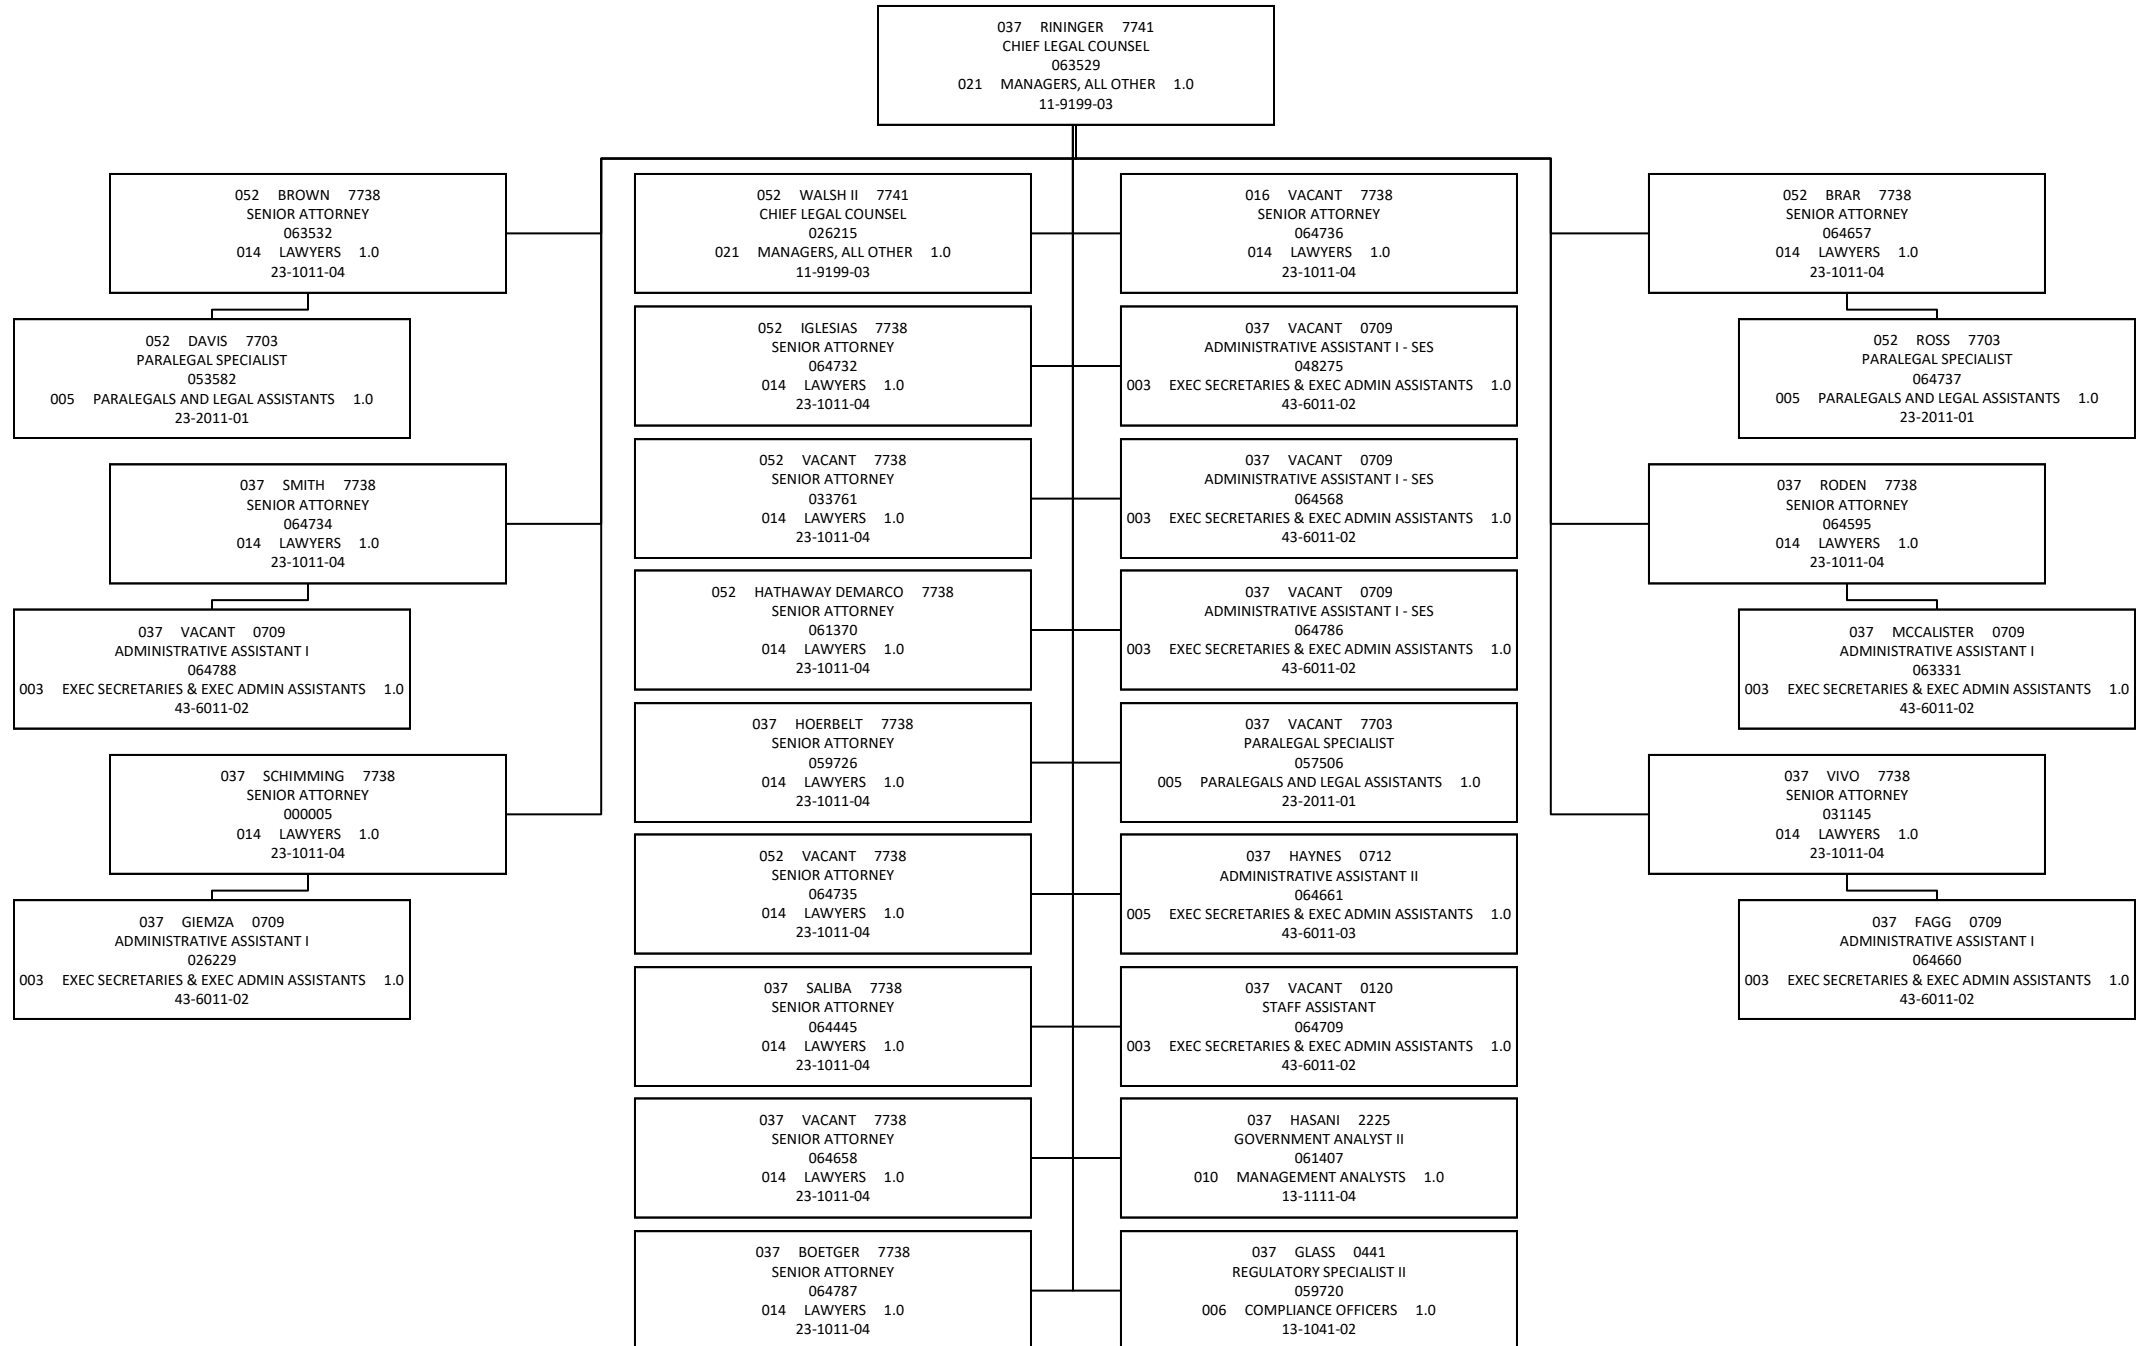 037 RININGER 7741
CHIEF LEGAL COUNSEL
063529
021 MANAGERS, ALL OTHER 1.0
11-9199-03
052 BROWN 7738
SENIOR ATTORNEY
063532
014 LAWYERS 1.0
23-1011-04
052 DAVIS 7703
PARALEGAL SPECIALIST
053582
005 PARALEGALS AND LEGAL ASSISTANTS 1.0
23-2011-01
037 SMITH 7738
SENIOR ATTORNEY
064734
014 LAWYERS 1.0
23-1011-04
037 VACANT 0709
ADMINISTRATIVE ASSISTANT I
064788
003 EXEC SECRETARIES & EXEC ADMIN ASSISTANTS 1.0
43-6011-02
037 SCHIMMING 7738
SENIOR ATTORNEY
000005
014 LAWYERS 1.0
23-1011-04
037 GIEMZA 0709
ADMINISTRATIVE ASSISTANT I
026229
003 EXEC SECRETARIES & EXEC ADMIN ASSISTANTS 1.0
43-6011-02
052 WALSH II 7741
CHIEF LEGAL COUNSEL
026215
021 MANAGERS, ALL OTHER 1.0
11-9199-03
052 IGLESIAS 7738
SENIOR ATTORNEY
064732
014 LAWYERS 1.0
23-1011-04
052 VACANT 7738
SENIOR ATTORNEY
033761
014 LAWYERS 1.0
23-1011-04
052 HATHAWAY DEMARCO 7738
SENIOR ATTORNEY
061370
014 LAWYERS 1.0
23-1011-04
037 HOERBELT 7738
SENIOR ATTORNEY
059726
014 LAWYERS 1.0
23-1011-04
052 VACANT 7738
SENIOR ATTORNEY
064735
014 LAWYERS 1.0
23-1011-04
037 SALIBA 7738
SENIOR ATTORNEY
064445
014 LAWYERS 1.0
23-1011-04
037 VACANT 7738
SENIOR ATTORNEY
064658
014 LAWYERS 1.0
23-1011-04
037 BOETGER 7738
SENIOR ATTORNEY
064787
014 LAWYERS 1.0
23-1011-04
016 VACANT 7738
SENIOR ATTORNEY
064736
014 LAWYERS 1.0
23-1011-04
037 VACANT 0709
ADMINISTRATIVE ASSISTANT I - SES
048275
003 EXEC SECRETARIES & EXEC ADMIN ASSISTANTS 1.0
43-6011-02
037 VACANT 0709
ADMINISTRATIVE ASSISTANT I - SES
064568
003 EXEC SECRETARIES & EXEC ADMIN ASSISTANTS 1.0
43-6011-02
037 VACANT 0709
ADMINISTRATIVE ASSISTANT I - SES
064786
003 EXEC SECRETARIES & EXEC ADMIN ASSISTANTS 1.0
43-6011-02
037 VACANT 7703
PARALEGAL SPECIALIST
057506
005 PARALEGALS AND LEGAL ASSISTANTS 1.0
23-2011-01
037 HAYNES 0712
ADMINISTRATIVE ASSISTANT II
064661
005 EXEC SECRETARIES & EXEC ADMIN ASSISTANTS 1.0
43-6011-03
037 VACANT 0120
STAFF ASSISTANT
064709
003 EXEC SECRETARIES & EXEC ADMIN ASSISTANTS 1.0
43-6011-02
037 HASANI 2225
GOVERNMENT ANALYST II
061407
010 MANAGEMENT ANALYSTS 1.0
13-1111-04
037 GLASS 0441
REGULATORY SPECIALIST II
059720
006 COMPLIANCE OFFICERS 1.0
13-1041-02
052 BRAR 7738
SENIOR ATTORNEY
064657
014 LAWYERS 1.0
23-1011-04
052 ROSS 7703
PARALEGAL SPECIALIST
064737
005 PARALEGALS AND LEGAL ASSISTANTS 1.0
23-2011-01
037 RODEN 7738
SENIOR ATTORNEY
064595
014 LAWYERS 1.0
23-1011-04
037 MCCALISTER 0709
ADMINISTRATIVE ASSISTANT I
063331
003 EXEC SECRETARIES & EXEC ADMIN ASSISTANTS 1.0
43-6011-02
037 VIVO 7738
SENIOR ATTORNEY
031145
014 LAWYERS 1.0
23-1011-04
037 FAGG 0709
ADMINISTRATIVE ASSISTANT I
064660
003 EXEC SECRETARIES & EXEC ADMIN ASSISTANTS 1.0
43-6011-02